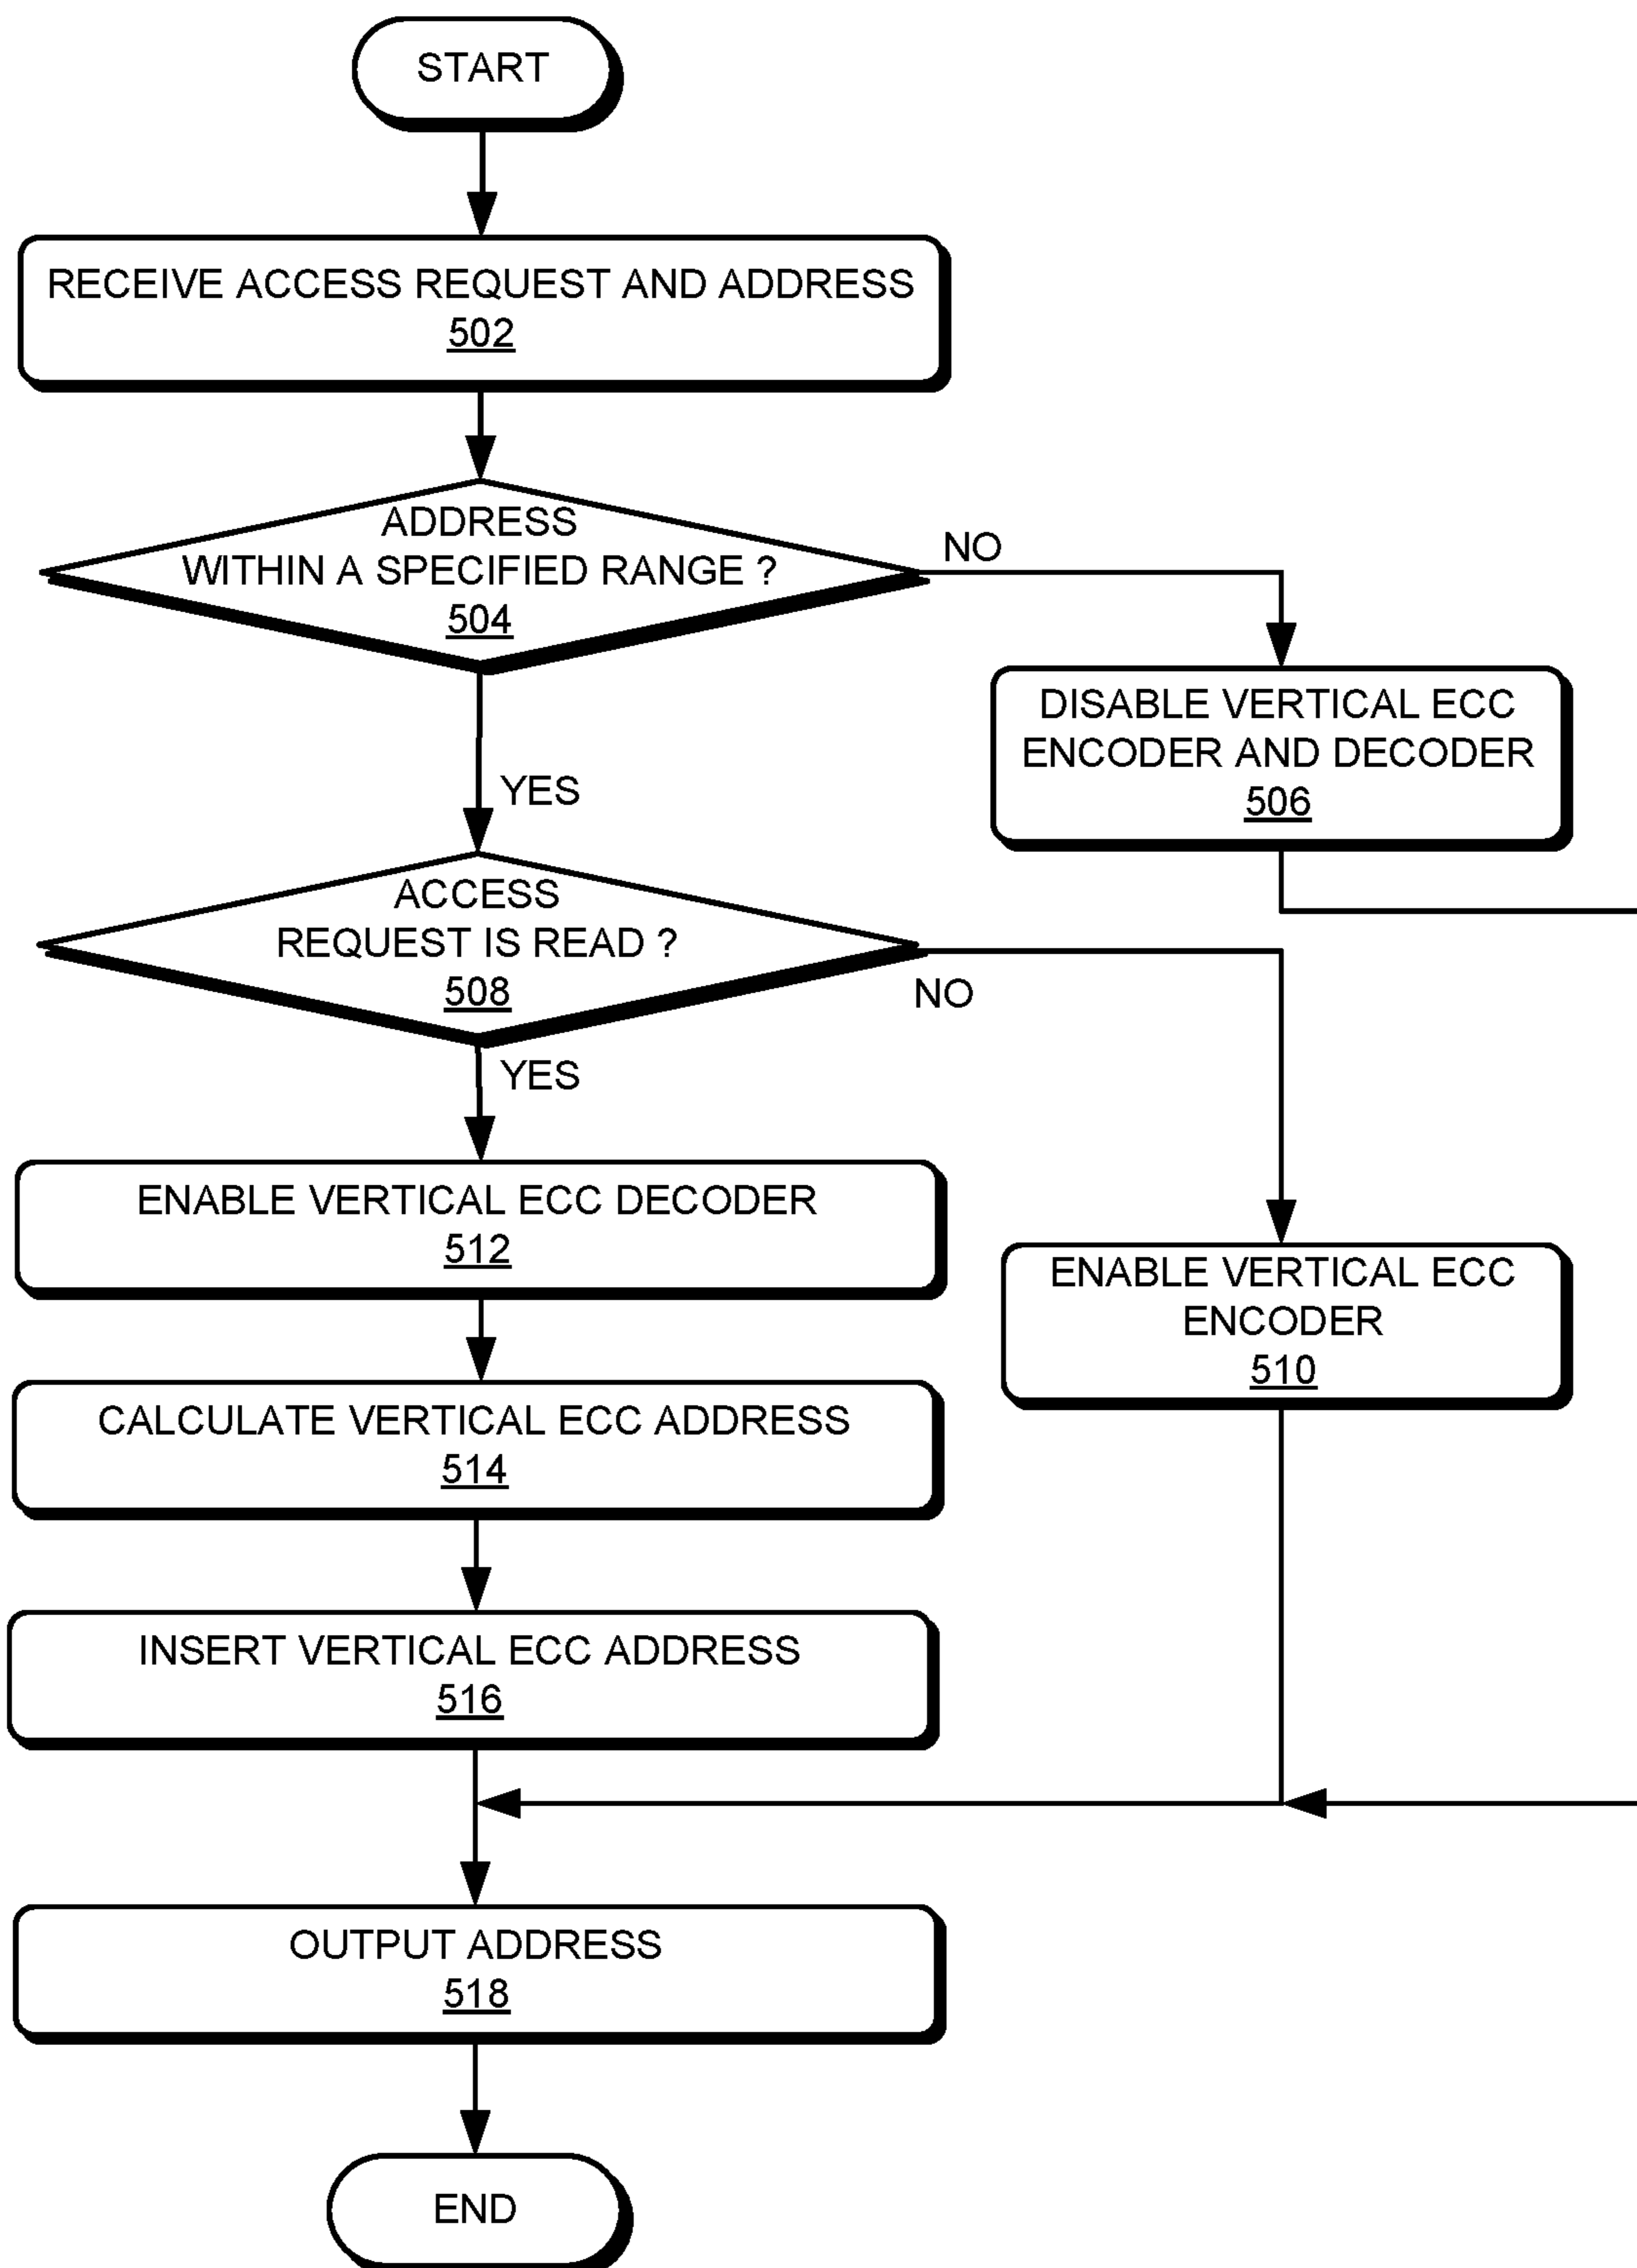 START
RECEIVE ACCESS REQUEST AND ADDRESS
502
ADDRESS
WITHIN A SPECIFIED RANGE ?
504
NO
DISABLE VERTICAL ECC
ENCODER AND DECODER
506
YES
ACCESS
REQUEST IS READ ?
508
NO
YES
ENABLE VERTICAL ECC DECODER
512
ENABLE VERTICAL ECC
ENCODER
510
CALCULATE VERTICAL ECC ADDRESS
514
INSERT VERTICAL ECC ADDRESS
516
OUTPUT ADDRESS
518
END